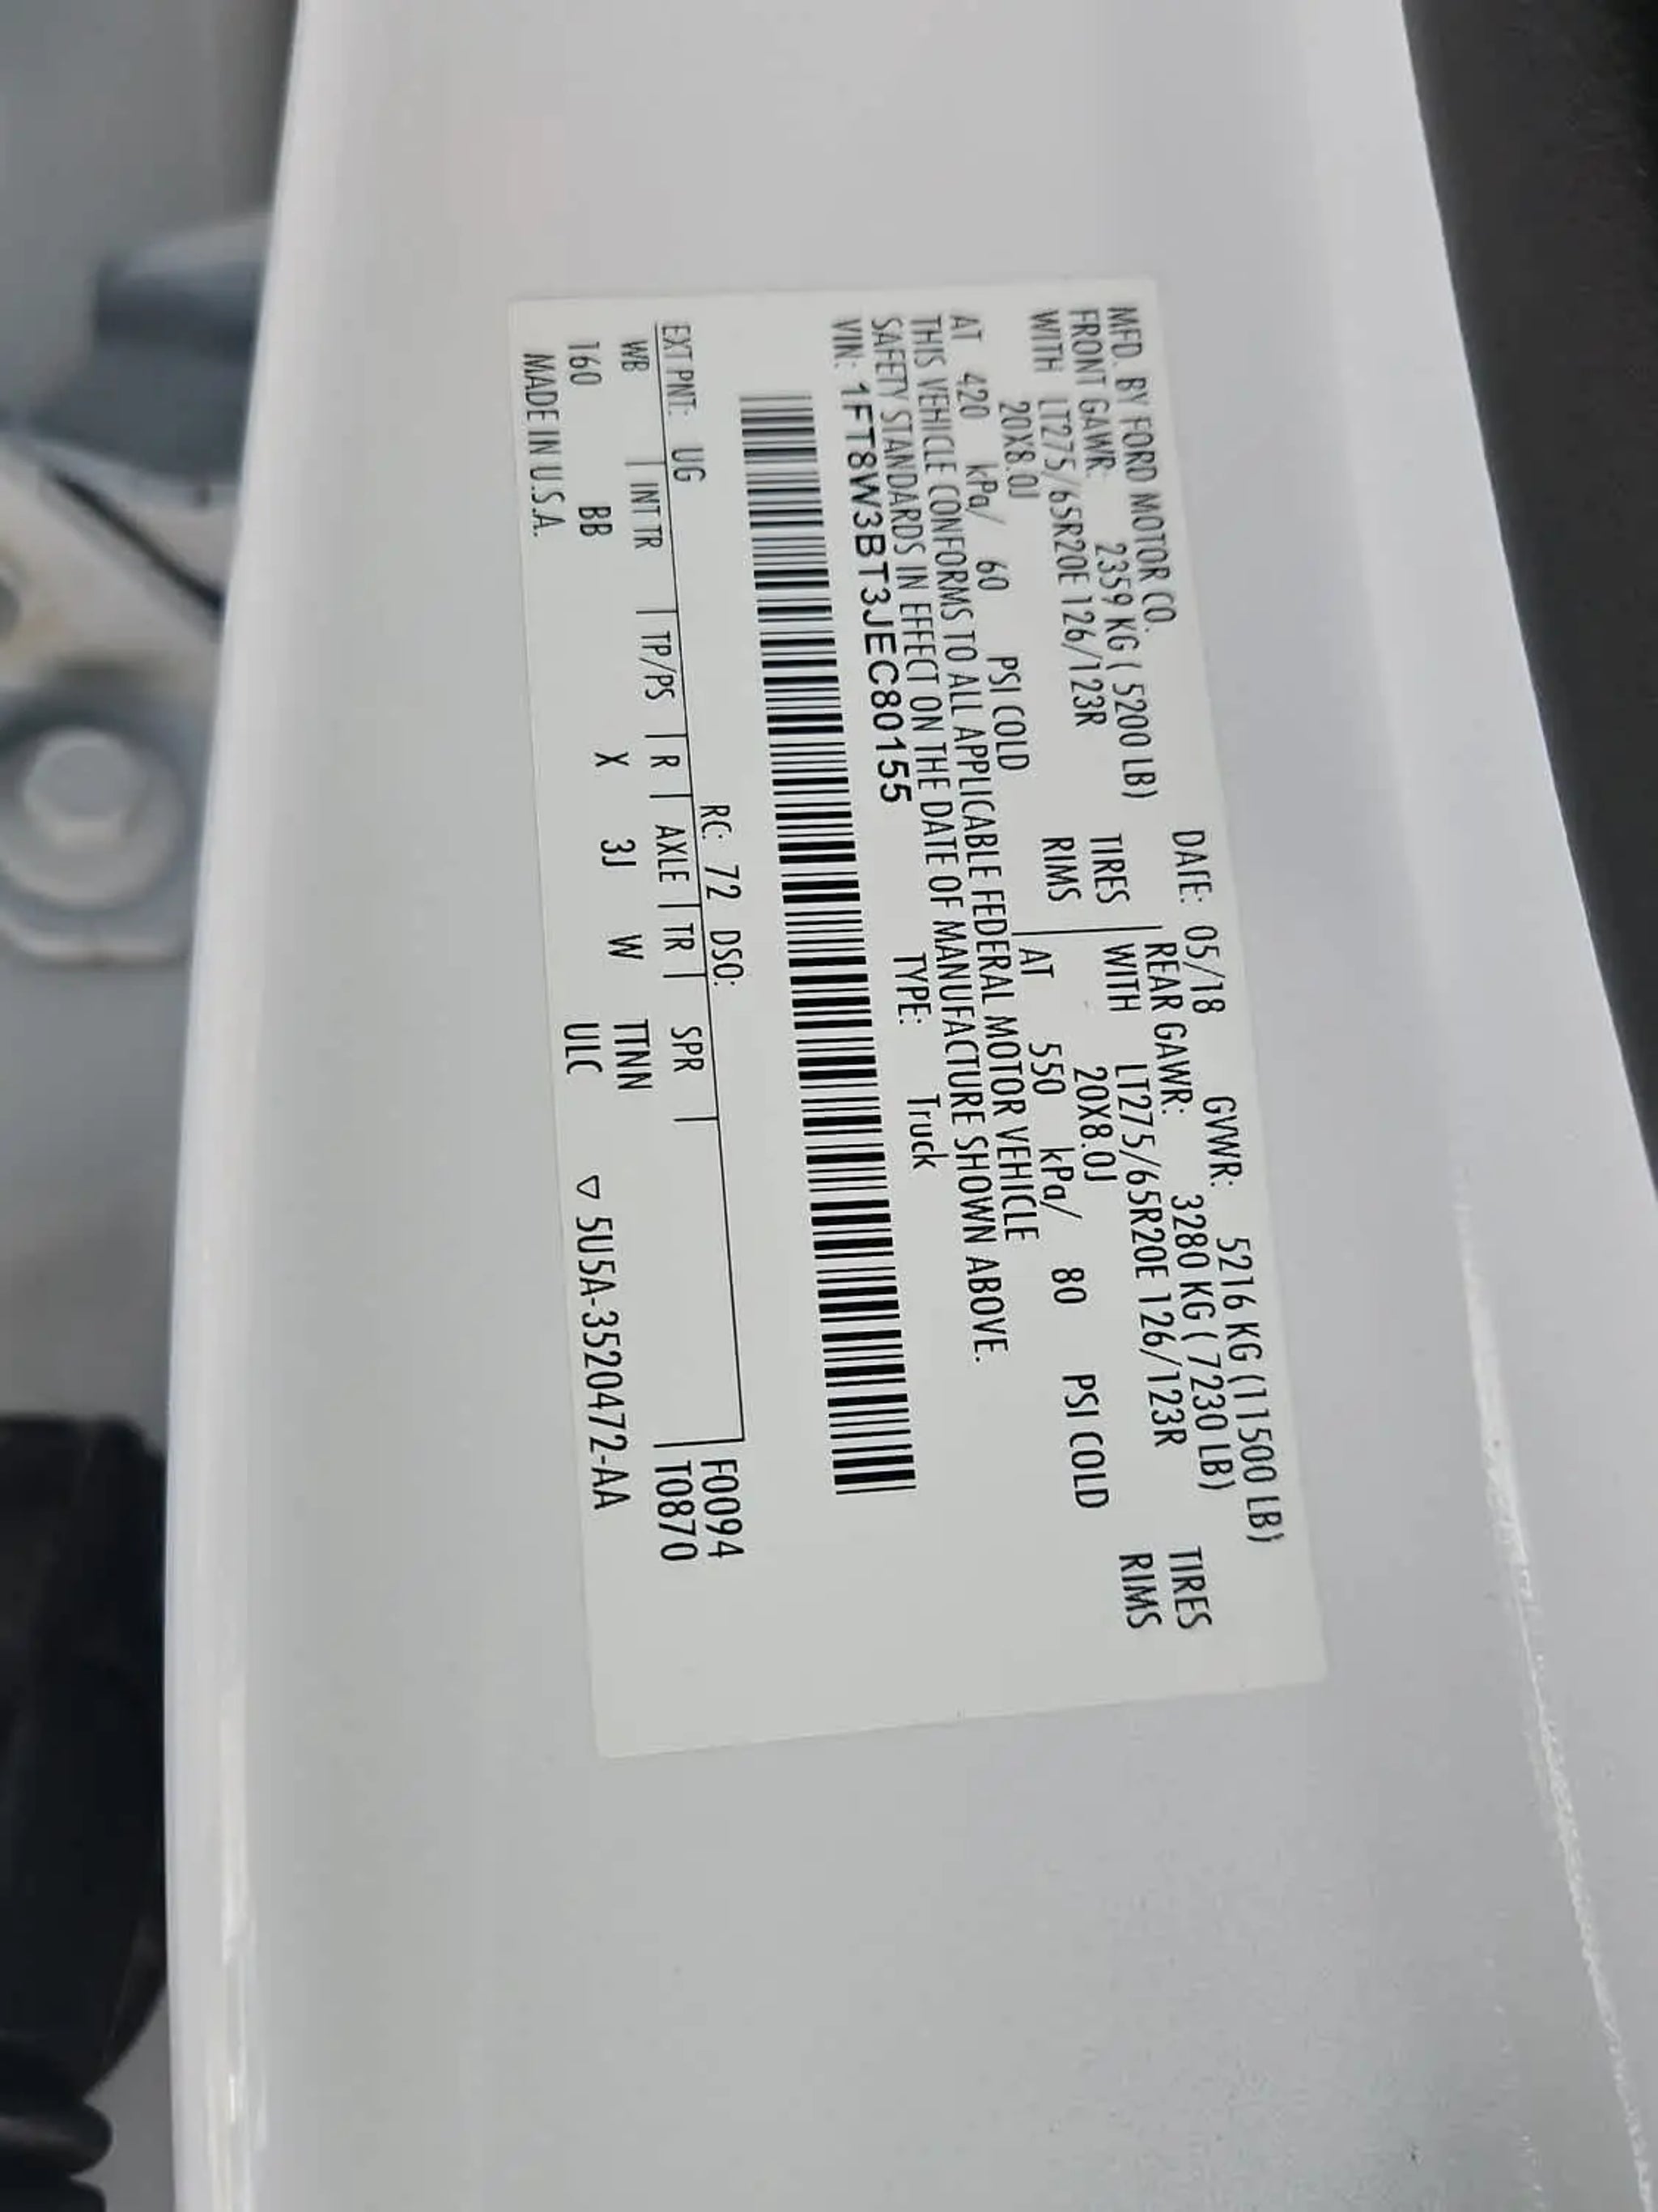 MFD. BY FORD MOTOR CO. DATE: 05/18 GVWR: 5216 KG (11500 LB)
FRONT GAWR: 2359 KG ( 5200 LB) REAR GAWR: 3280 KG ( 7230 LB)
WITH LT275/65R20E 126/123R TIRES WITH LT275/65R20E 126/123R TIRES
20X8.0J RIMS 20X8.0J RIMS
AT 420 kPa/ 60 PSI COLD AT 550 kPa/ 80 PSI COLD
THIS VEHICLE CONFORMS TO ALL APPLICABLE FEDERAL MOTOR VEHICLE
SAFETY STANDARDS IN EFFECT ON THE DATE OF MANUFACTURE SHOWN ABOVE.
VIN: 1FT8W3BT3JEC80155 TYPE: Truck
EXT PNT: UG RC: 72 DSO: F0094
WB INT TR TP/PS R AXLE TR SPR T0870
160 BB X 3J W TTNN
ULC
MADE IN U.S.A. ▽ 5U5A-3520472-AA